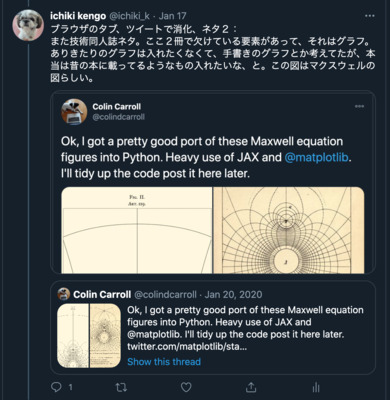 ichiki kengo @ichiki_k · Jan 17
ブラウザのタブ、ツイートで消化、ネタ2：
また技術同人誌ネタ。ここ2冊で欠けている要素があって、それはグラフ。
ありきたりのグラフは入れたくなくて、手書きのグラフとか考えてたが、本
当は昔の本に載ってるようなもの入れたいな、と。この図はマクスウェルの
図らしい。
Colin Carroll
@colindcarroll
Ok, I got a pretty good port of these Maxwell equation
figures into Python. Heavy use of JAX and @matplotlib.
I'll tidy up the code post it here later.
FIG. II.
Art. 119.
Colin Carroll @colindcarroll · Jan 20, 2020
Ok, I got a pretty good port of these Maxwell equation
figures into Python. Heavy use of JAX and
@matplotlib. I'll tidy up the code post it here later.
twitter.com/matplotlib/sta...
Show this thread
1